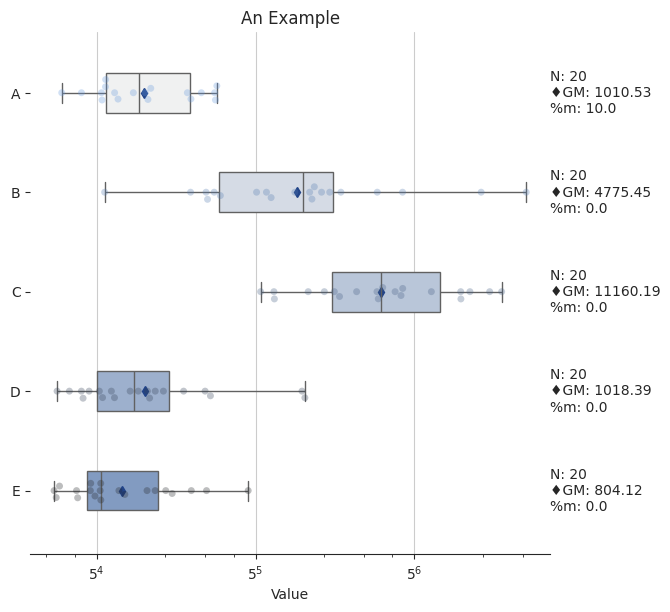 An Example
A
N: 20
♦GM: 1010.53
%m: 10.0
B
N: 20
♦GM: 4775.45
%m: 0.0
C
N: 20
♦GM: 11160.19
%m: 0.0
D
N: 20
♦GM: 1018.39
%m: 0.0
E
N: 20
♦GM: 804.12
%m: 0.0
5⁴ 5⁵ 5⁶
Value